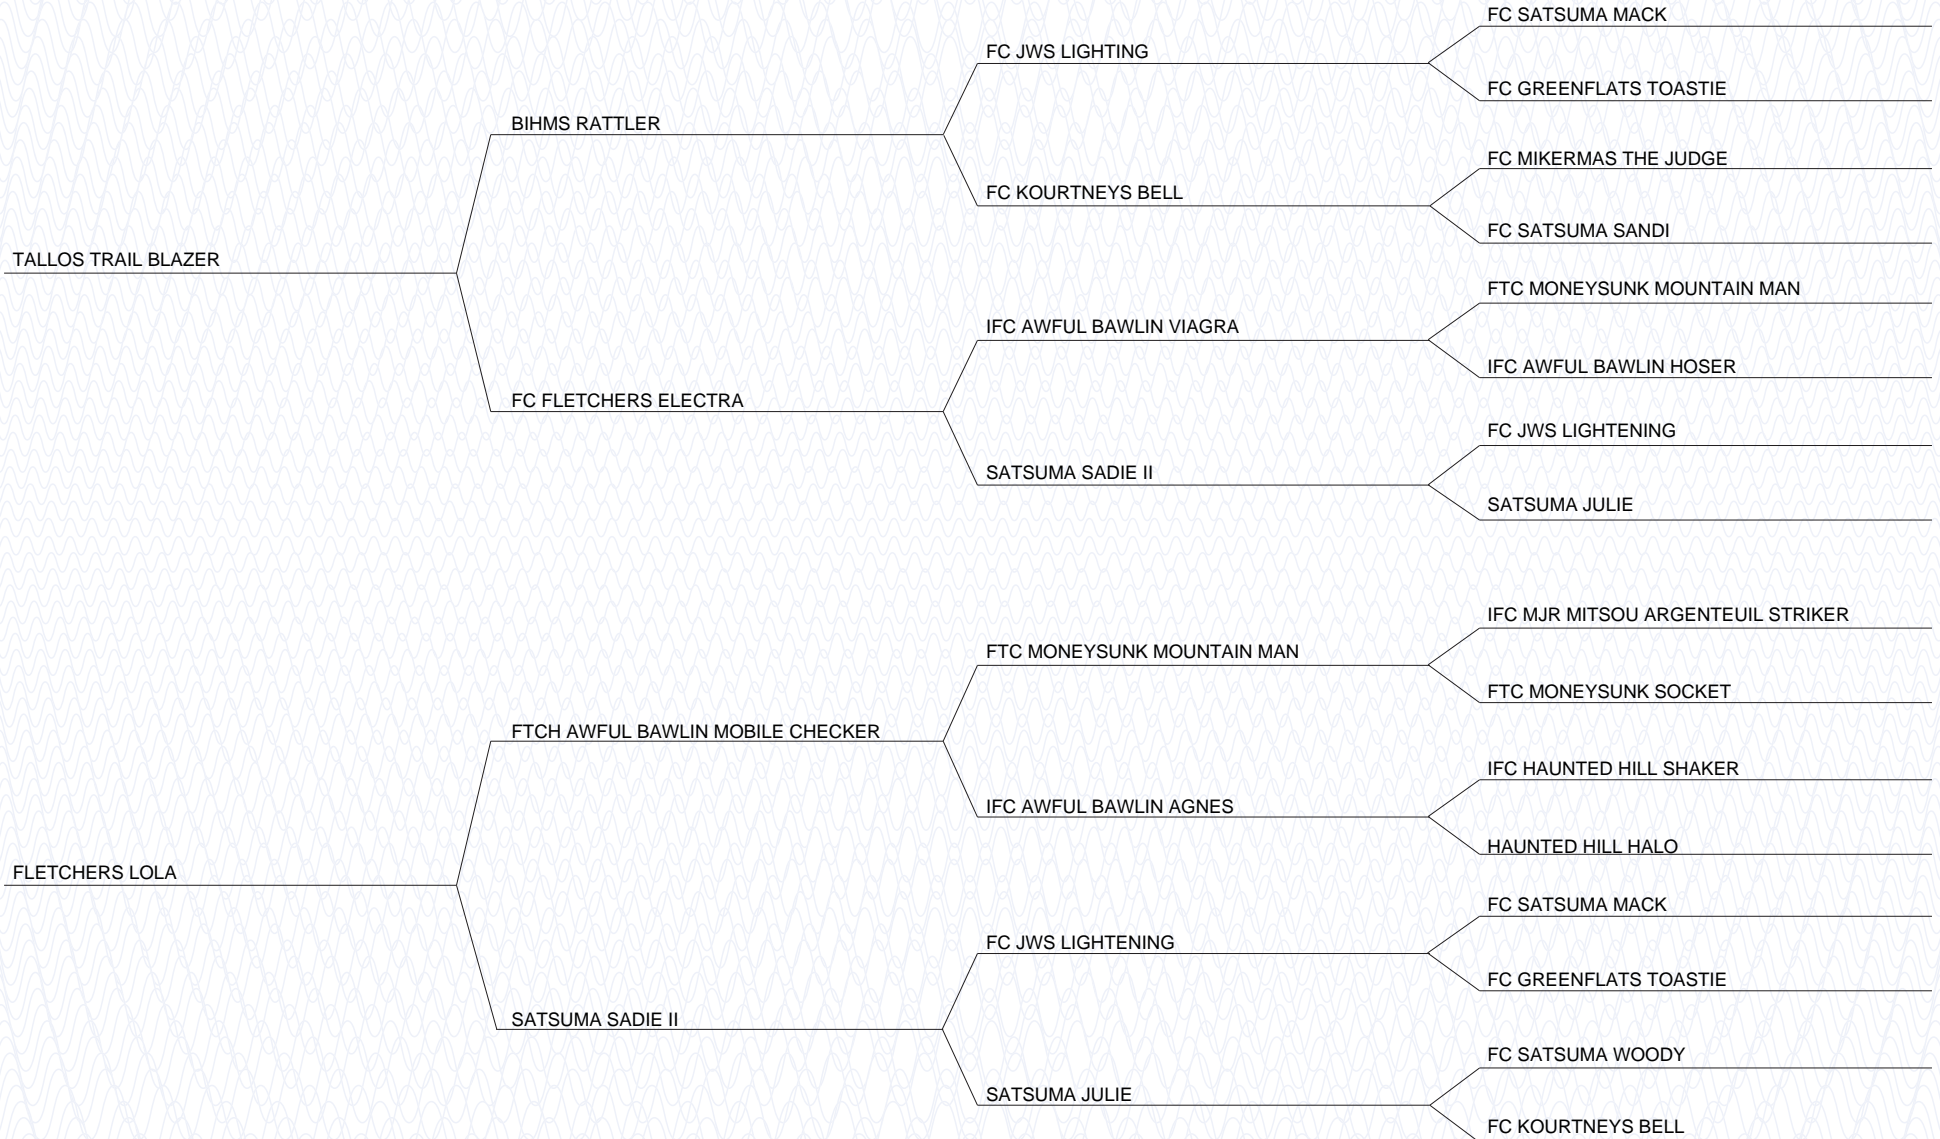 FC SATSUMA MACK
FC JWS LIGHTING
FC GREENFLATS TOASTIE
BIHMS RATTLER
FC MIKERMAS THE JUDGE
FC KOURTNEYS BELL
FC SATSUMA SANDI
TALLOS TRAIL BLAZER
FTC MONEYSUNK MOUNTAIN MAN
IFC AWFUL BAWLIN VIAGRA
IFC AWFUL BAWLIN HOSER
FC FLETCHERS ELECTRA
FC JWS LIGHTENING
SATSUMA SADIE II
SATSUMA JULIE
IFC MJR MITSOU ARGENTEUIL STRIKER
FTC MONEYSUNK MOUNTAIN MAN
FTC MONEYSUNK SOCKET
FTCH AWFUL BAWLIN MOBILE CHECKER
IFC HAUNTED HILL SHAKER
IFC AWFUL BAWLIN AGNES
HAUNTED HILL HALO
FLETCHERS LOLA
FC SATSUMA MACK
FC JWS LIGHTENING
FC GREENFLATS TOASTIE
SATSUMA SADIE II
FC SATSUMA WOODY
SATSUMA JULIE
FC KOURTNEYS BELL